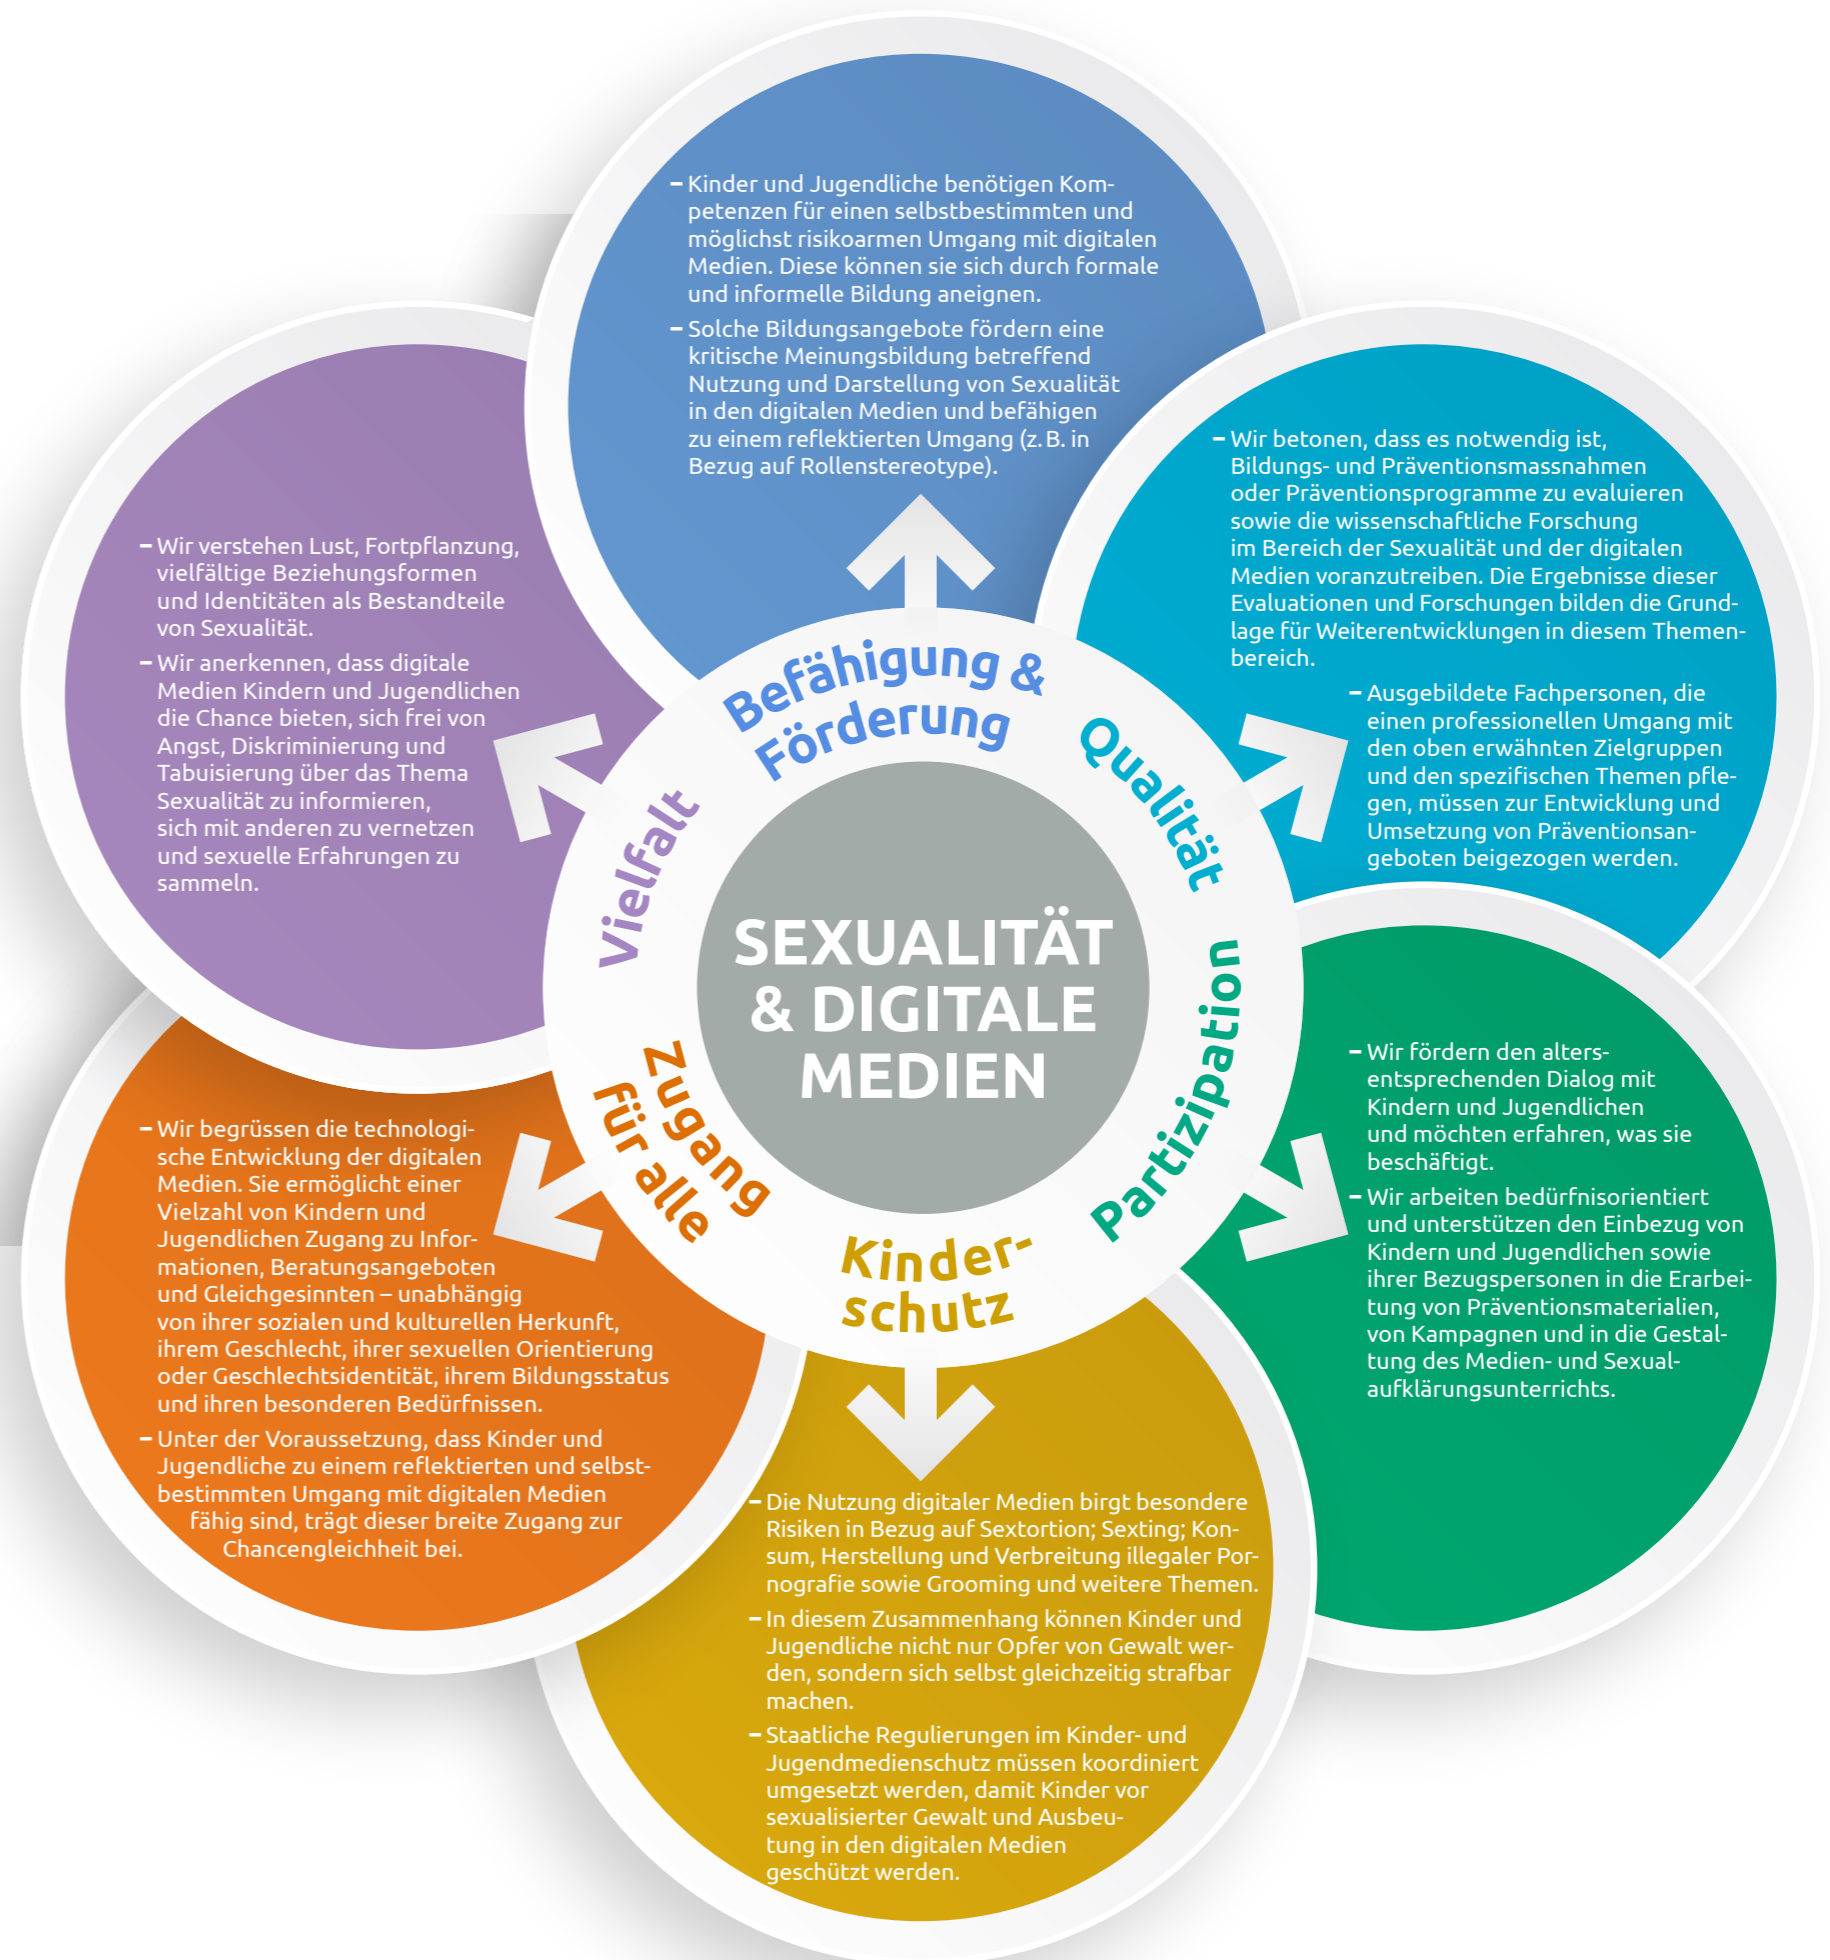 – Kinder und Jugendliche benötigen Kom-
petenzen für einen selbstbestimmten und
möglichst risikoarmen Umgang mit digitalen
Medien. Diese können sie sich durch formale
und informelle Bildung aneignen.
– Solche Bildungsangebote fördern eine
kritische Meinungsbildung betreffend
Nutzung und Darstellung von Sexualität
in den digitalen Medien und befähigen
zu einem reflektierten Umgang (z. B. in
Bezug auf Rollenstereotype).
– Wir betonen, dass es notwendig ist,
Bildungs- und Präventionsmassnahmen
oder Präventionsprogramme zu evaluieren
sowie die wissenschaftliche Forschung
im Bereich der Sexualität und der digitalen
Medien voranzutreiben. Die Ergebnisse dieser
Evaluationen und Forschungen bilden die Grund-
lage für Weiterentwicklungen in diesem Themen-
bereich.
– Ausgebildete Fachpersonen, die
einen professionellen Umgang mit
den oben erwähnten Zielgruppen
und den spezifischen Themen pfle-
gen, müssen zur Entwicklung und
Umsetzung von Präventionsan-
geboten beigezogen werden.
– Wir verstehen Lust, Fortpflanzung,
vielfältige Beziehungsformen
und Identitäten als Bestandteile
von Sexualität.
– Wir anerkennen, dass digitale
Medien Kindern und Jugendlichen
die Chance bieten, sich frei von
Angst, Diskriminierung und
Tabuisierung über das Thema
Sexualität zu informieren,
sich mit anderen zu vernetzen
und sexuelle Erfahrungen zu
sammeln.
Befähigung &
Förderung
Qualität
Vielfalt
SEXUALITÄT
& DIGITALE
MEDIEN
Partizipation
Zugang
für alle
Kinder-
schutz
– Wir fördern den alters-
entsprechenden Dialog mit
Kindern und Jugendlichen
und möchten erfahren, was sie
beschäftigt.
– Wir arbeiten bedürfnisorientiert
und unterstützen den Einbezug von
Kindern und Jugendlichen sowie
ihrer Bezugspersonen in die Erarbei-
tung von Präventionsmaterialien,
von Kampagnen und in die Gestal-
tung des Medien- und Sexual-
aufklärungsunterrichts.
– Wir begrüssen die technologi-
sche Entwicklung der digitalen
Medien. Sie ermöglicht einer
Vielzahl von Kindern und
Jugendlichen Zugang zu Infor-
mationen, Beratungsangeboten
und Gleichgesinnten – unabhängig
von ihrer sozialen und kulturellen Herkunft,
ihrem Geschlecht, ihrer sexuellen Orientierung
oder Geschlechtsidentität, ihrem Bildungsstatus
und ihren besonderen Bedürfnissen.
– Unter der Voraussetzung, dass Kinder und
Jugendliche zu einem reflektierten und selbst-
bestimmten Umgang mit digitalen Medien
fähig sind, trägt dieser breite Zugang zur
Chancengleichheit bei.
– Die Nutzung digitaler Medien birgt besondere
Risiken in Bezug auf Sextortion; Sexting; Kon-
sum, Herstellung und Verbreitung illegaler Por-
nografie sowie Grooming und weitere Themen.
– In diesem Zusammenhang können Kinder und
Jugendliche nicht nur Opfer von Gewalt wer-
den, sondern sich selbst gleichzeitig strafbar
machen.
– Staatliche Regulierungen im Kinder- und
Jugendmedienschutz müssen koordiniert
umgesetzt werden, damit Kinder vor
sexualisierter Gewalt und Ausbeu-
tung in den digitalen Medien
geschützt werden.